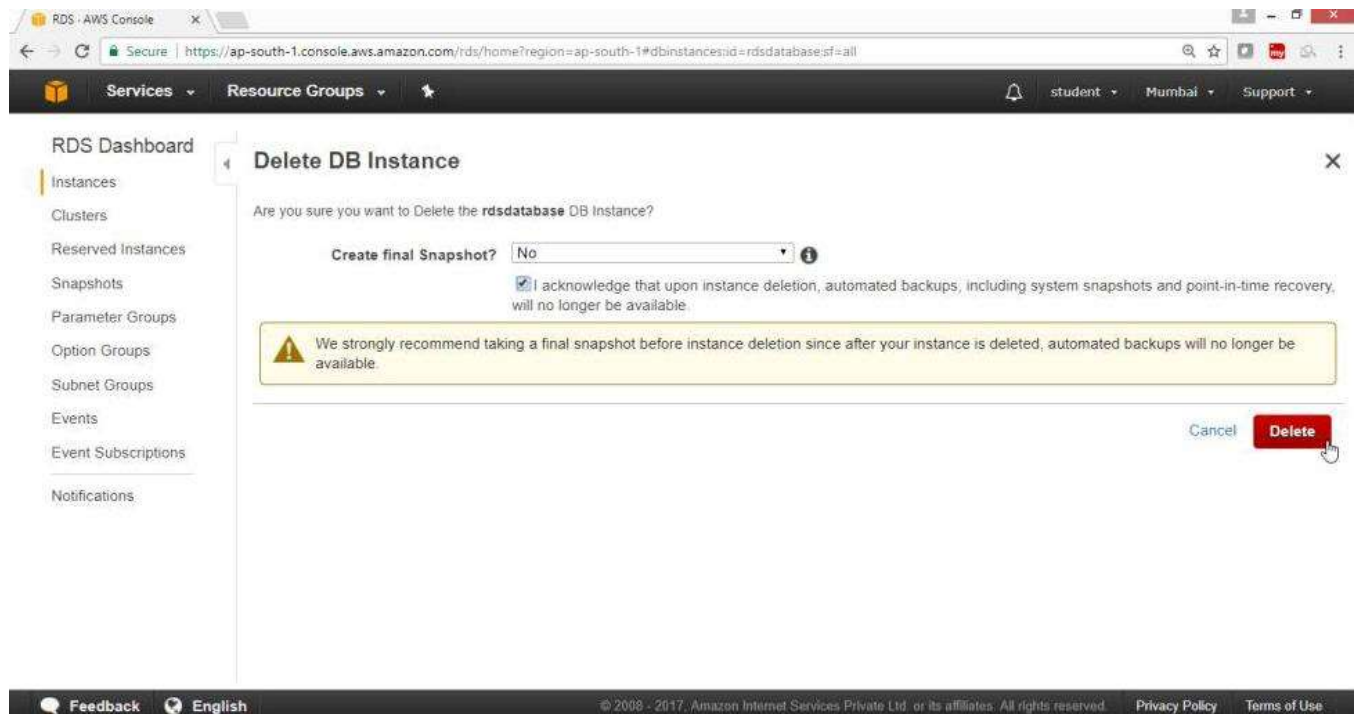 RDS · AWS Console
Secure | https://ap-south-1.console.aws.amazon.com/rds/home?region=ap-south-1#dbinstances:id=rdsdatabase;sf=all
my
Services Resource Groups student Mumbai Support
RDS Dashboard
Instances
Clusters
Reserved Instances
Snapshots
Parameter Groups
Option Groups
Subnet Groups
Events
Event Subscriptions
Notifications
Delete DB Instance
Are you sure you want to Delete the rdsdatabase DB Instance?
Create final Snapshot? No
I acknowledge that upon instance deletion, automated backups, including system snapshots and point-in-time recovery,
will no longer be available.
We strongly recommend taking a final snapshot before instance deletion since after your instance is deleted, automated backups will no longer be
available.
Cancel Delete
Feedback English © 2008 - 2017, Amazon Internet Services Private Ltd. or its affiliates. All rights reserved. Privacy Policy Terms of Use